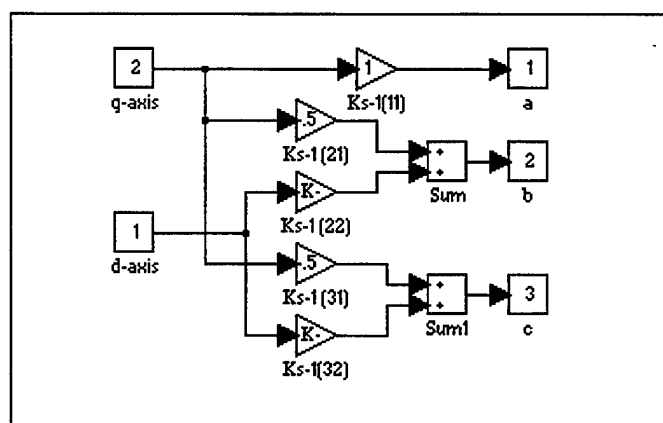 2
q-axis
1
Ks-1(11)
1
a
.5
Ks-1(21)
+
+
Sum
2
b
K-
Ks-1(22)
1
d-axis
.5
Ks-1(31)
+
+
Sum1
3
c
K-
Ks-1(32)